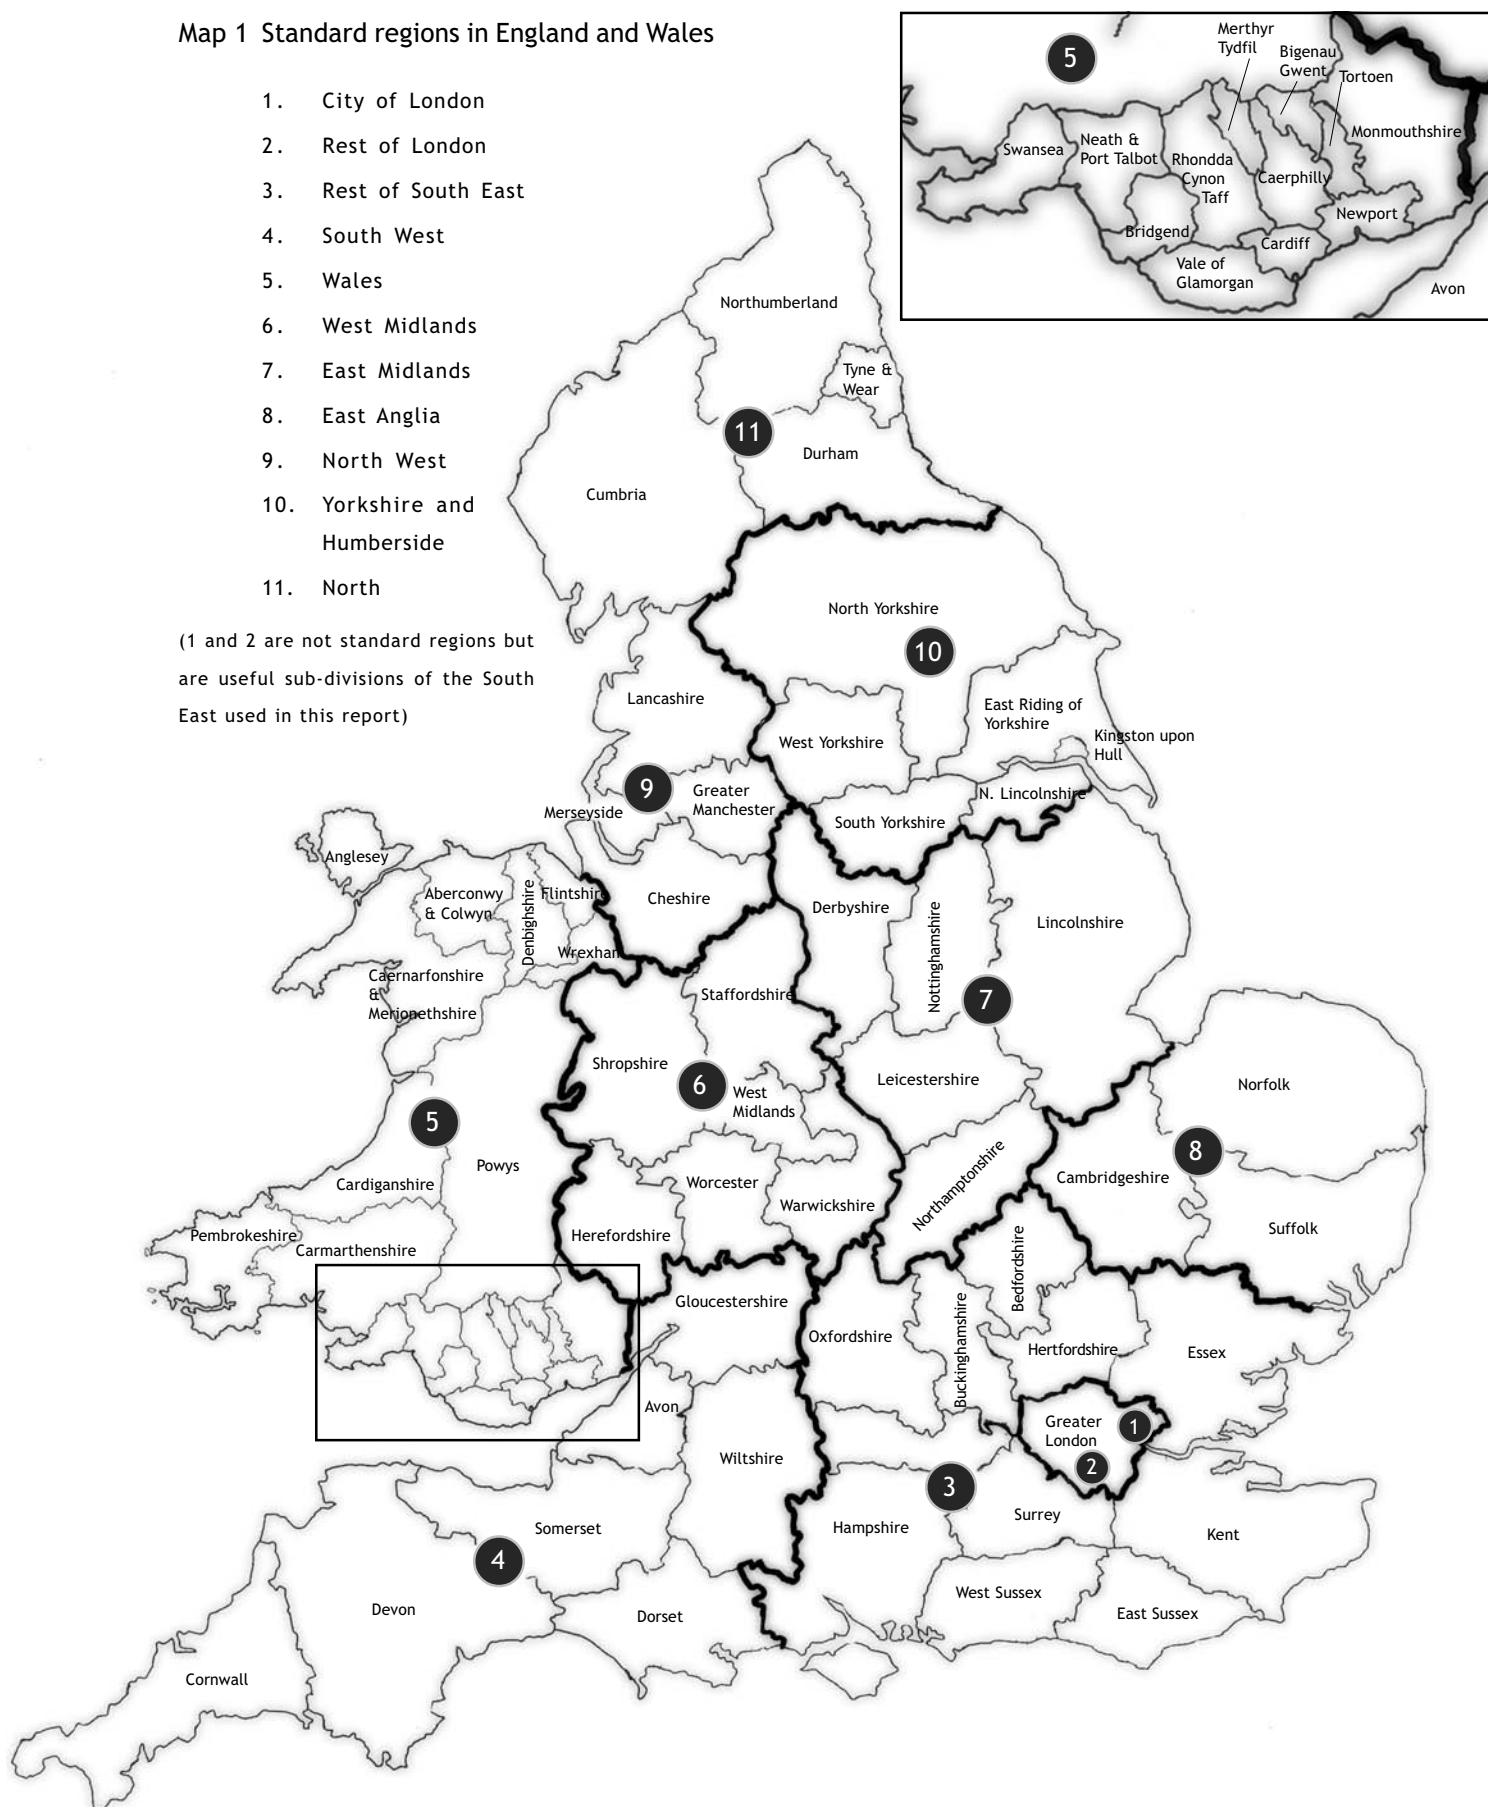 Map 1 Standard regions in England and Wales
1. City of London
2. Rest of London
3. Rest of South East
4. South West
5. Wales
6. West Midlands
7. East Midlands
8. East Anglia
9. North West
10. Yorkshire and
Humberside
11. North
(1 and 2 are not standard regions but
are useful sub-divisions of the South
East used in this report)
5
Merthyr
Tydfil
Bigenau
Gwent
Tortoen
Monmouthshire
Swansea
Neath &
Port Talbot
Rhondda
Cynon
Taff
Caerphilly
Newport
Bridgend
Cardiff
Vale of
Glamorgan
Avon
Northumberland
Tyne &
Wear
11
Durham
Cumbria
North Yorkshire
10
Lancashire
East Riding of
Yorkshire
West Yorkshire
Kingston upon
Hull
9
Greater
Manchester
N. Lincolnshire
Merseyside
South Yorkshire
Anglesey
Aberconwy
& Colwyn
Denbighshire
Flintshire
Cheshire
Derbyshire
Nottinghamshire
Lincolnshire
Wrexham
Caernarfonshire
&
Merionethshire
Staffordshire
7
Shropshire
6
West
Midlands
Leicestershire
Norfolk
5
Powys
8
Cardiganshire
Worcester
Warwickshire
Northamptonshire
Cambridgeshire
Suffolk
Pembrokeshire
Carmarthenshire
Herefordshire
Bedfordshire
Gloucestershire
Oxfordshire
Buckinghamshire
Hertfordshire
Essex
Avon
Greater
London
1
2
Wiltshire
3
Somerset
Hampshire
Surrey
Kent
4
Devon
Dorset
West Sussex
East Sussex
Cornwall